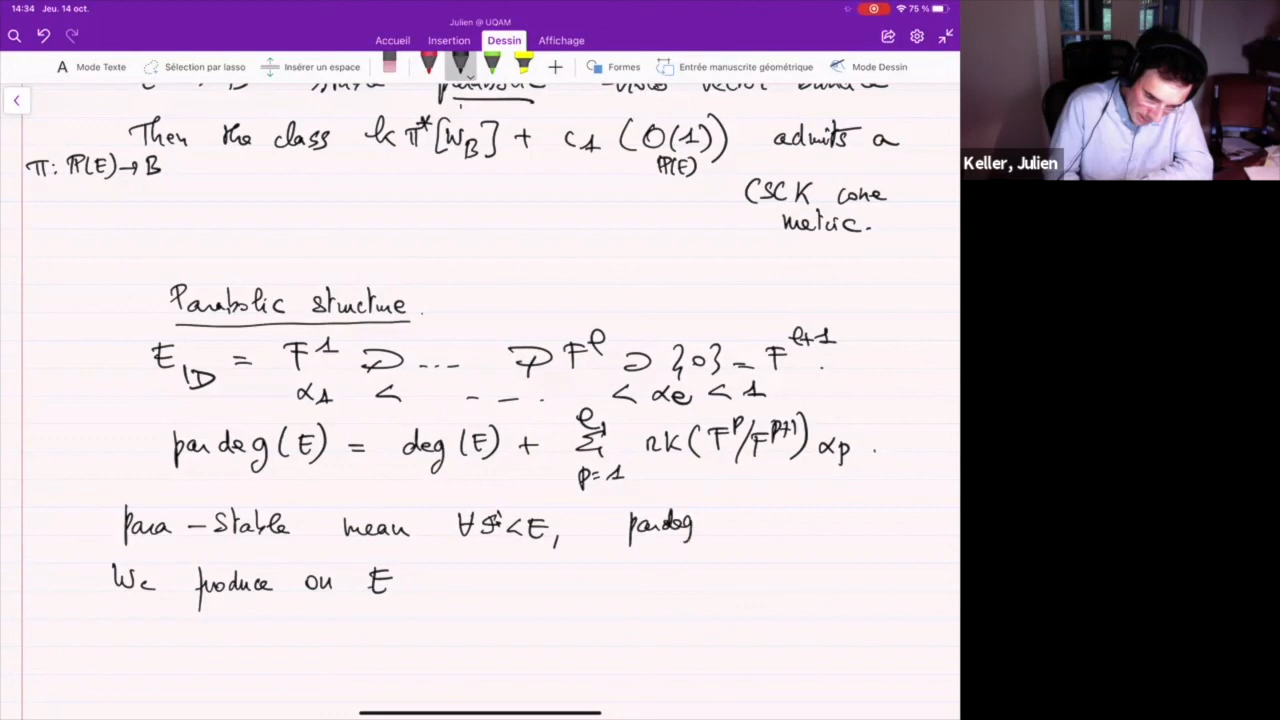 14:34 Jeu. 14 oct.
75 %
Julien @ UQAM
Accueil Insertion Dessin Affichage
Mode Texte Sélection par lasso Insérer un espace Formes Entrée manuscrite géométrique Mode Dessin
Then the class k π*[ω_B] + c_1 (O(1)) admits a
P(E)
π: P(E) → B
CSCK cone
metric.
Keller, Julien
Parabolic structure.
E_|D = F^1 ⊋ ... ⊋ F^l ⊃ {0} = F^{l+1}.
α_1 < - - . < α_l < 1
pardeg(E) = deg(E) + Σ_{p=1}^{l} rk(F^p/F^{p+1}) α_p.
para-stable mean ∀ < E, pardeg
We produce on E